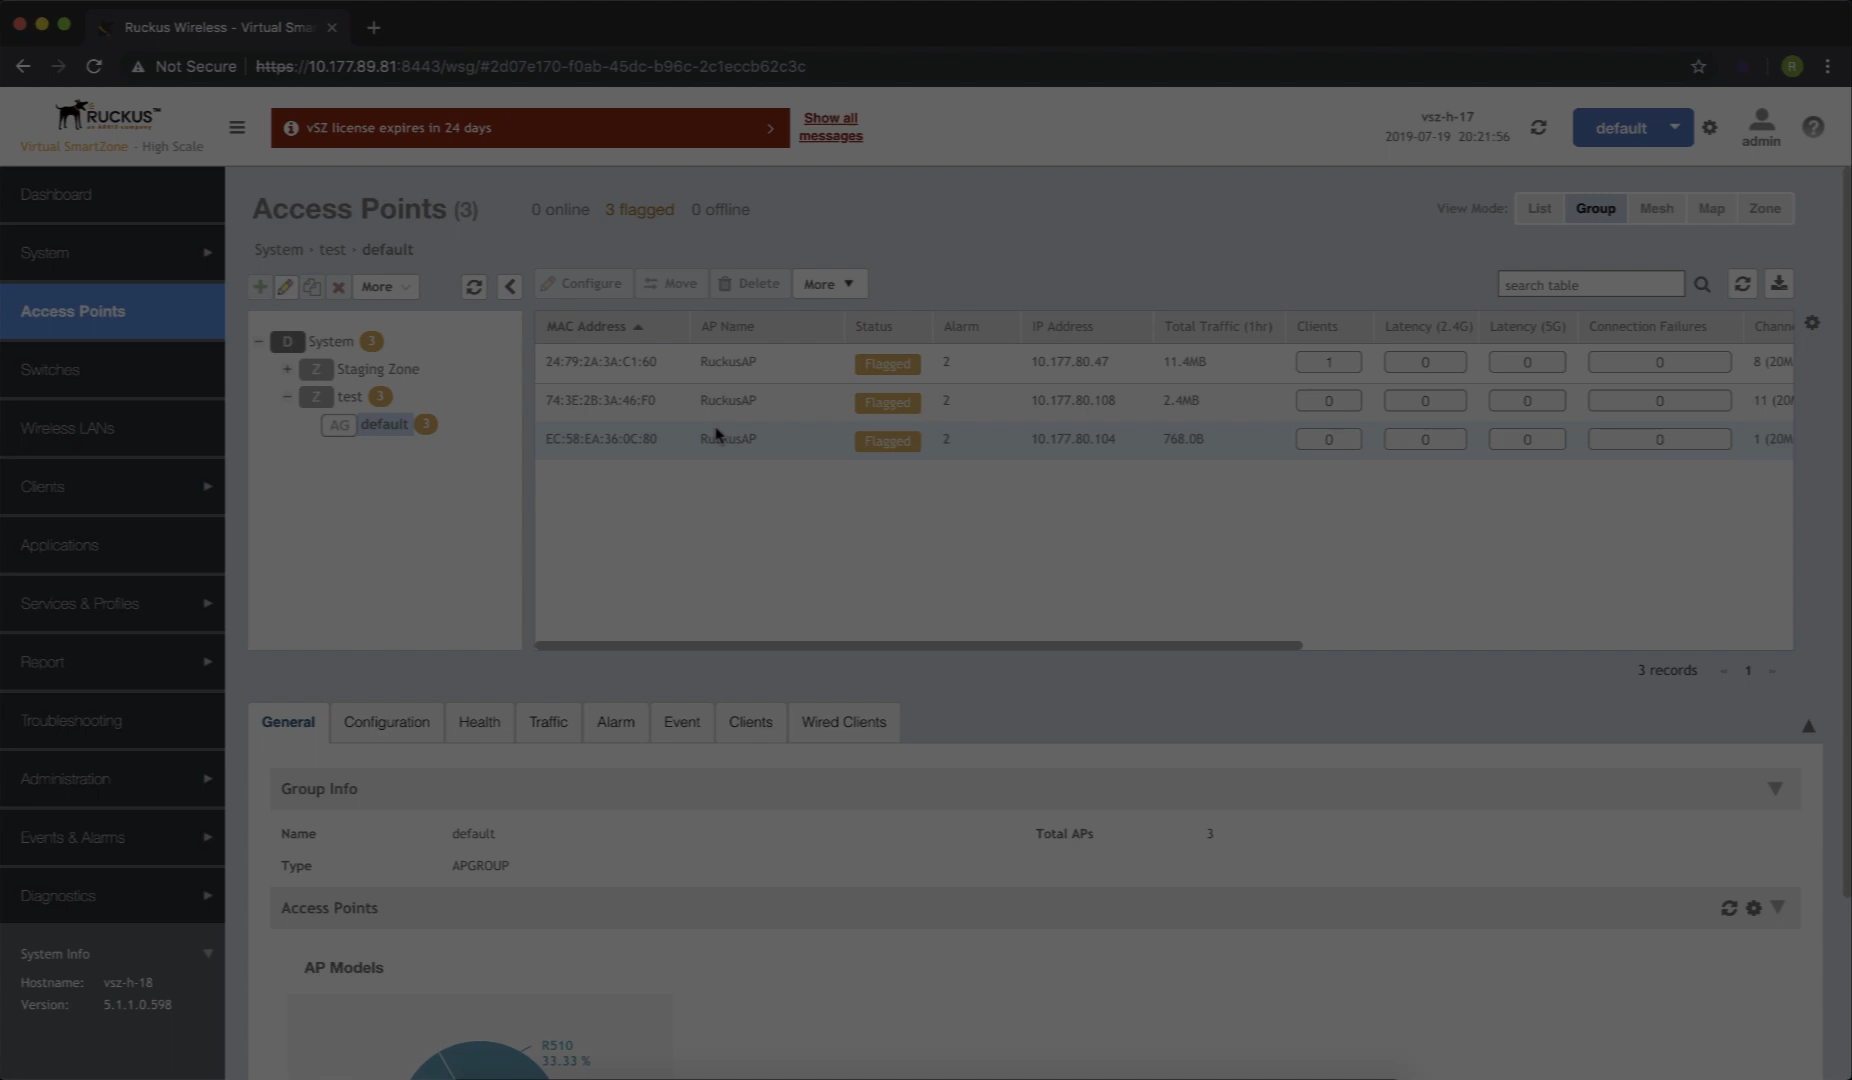 Ruckus Wireless - Virtual Sma
Not Secure | https://10.177.89.81:8443/wsg/#2d07e170-f0ab-45dc-b96c-2c1eccb62c3c
R
RUCKUS™
an ARRIS company
Virtual SmartZone - High Scale
vSZ license expires in 24 days
Show all
messages
vsz-h-17
2019-07-19 20:21:56
default
admin
Dashboard
System
Access Points
Switches
Wireless LANs
Clients
Applications
Services & Profiles
Report
Troubleshooting
Administration
Events & Alarms
Diagnostics
System Info
Hostname: vsz-h-18
Version: 5.1.1.0.598
Access Points (3) 0 online 3 flagged 0 offline
View Mode: List Group Mesh Map Zone
System › test › default
More
Configure Move Delete More
search table
D System 3
Z Staging Zone
Z test 3
AG default 3
MAC Address AP Name Status Alarm IP Address Total Traffic (1hr) Clients Latency (2.4G) Latency (5G) Connection Failures Chann
24:79:2A:3A:C1:60 RuckusAP Flagged 2 10.177.80.47 11.4MB 1 0 0 0 8 (20M
74:3E:2B:3A:46:F0 RuckusAP Flagged 2 10.177.80.108 2.4MB 0 0 0 0 11 (20M
EC:58:EA:36:0C:80 RuckusAP Flagged 2 10.177.80.104 768.0B 0 0 0 0 1 (20M
3 records 1
General Configuration Health Traffic Alarm Event Clients Wired Clients
Group Info
Name default Total APs 3
Type APGROUP
Access Points
AP Models
R510
33.33 %